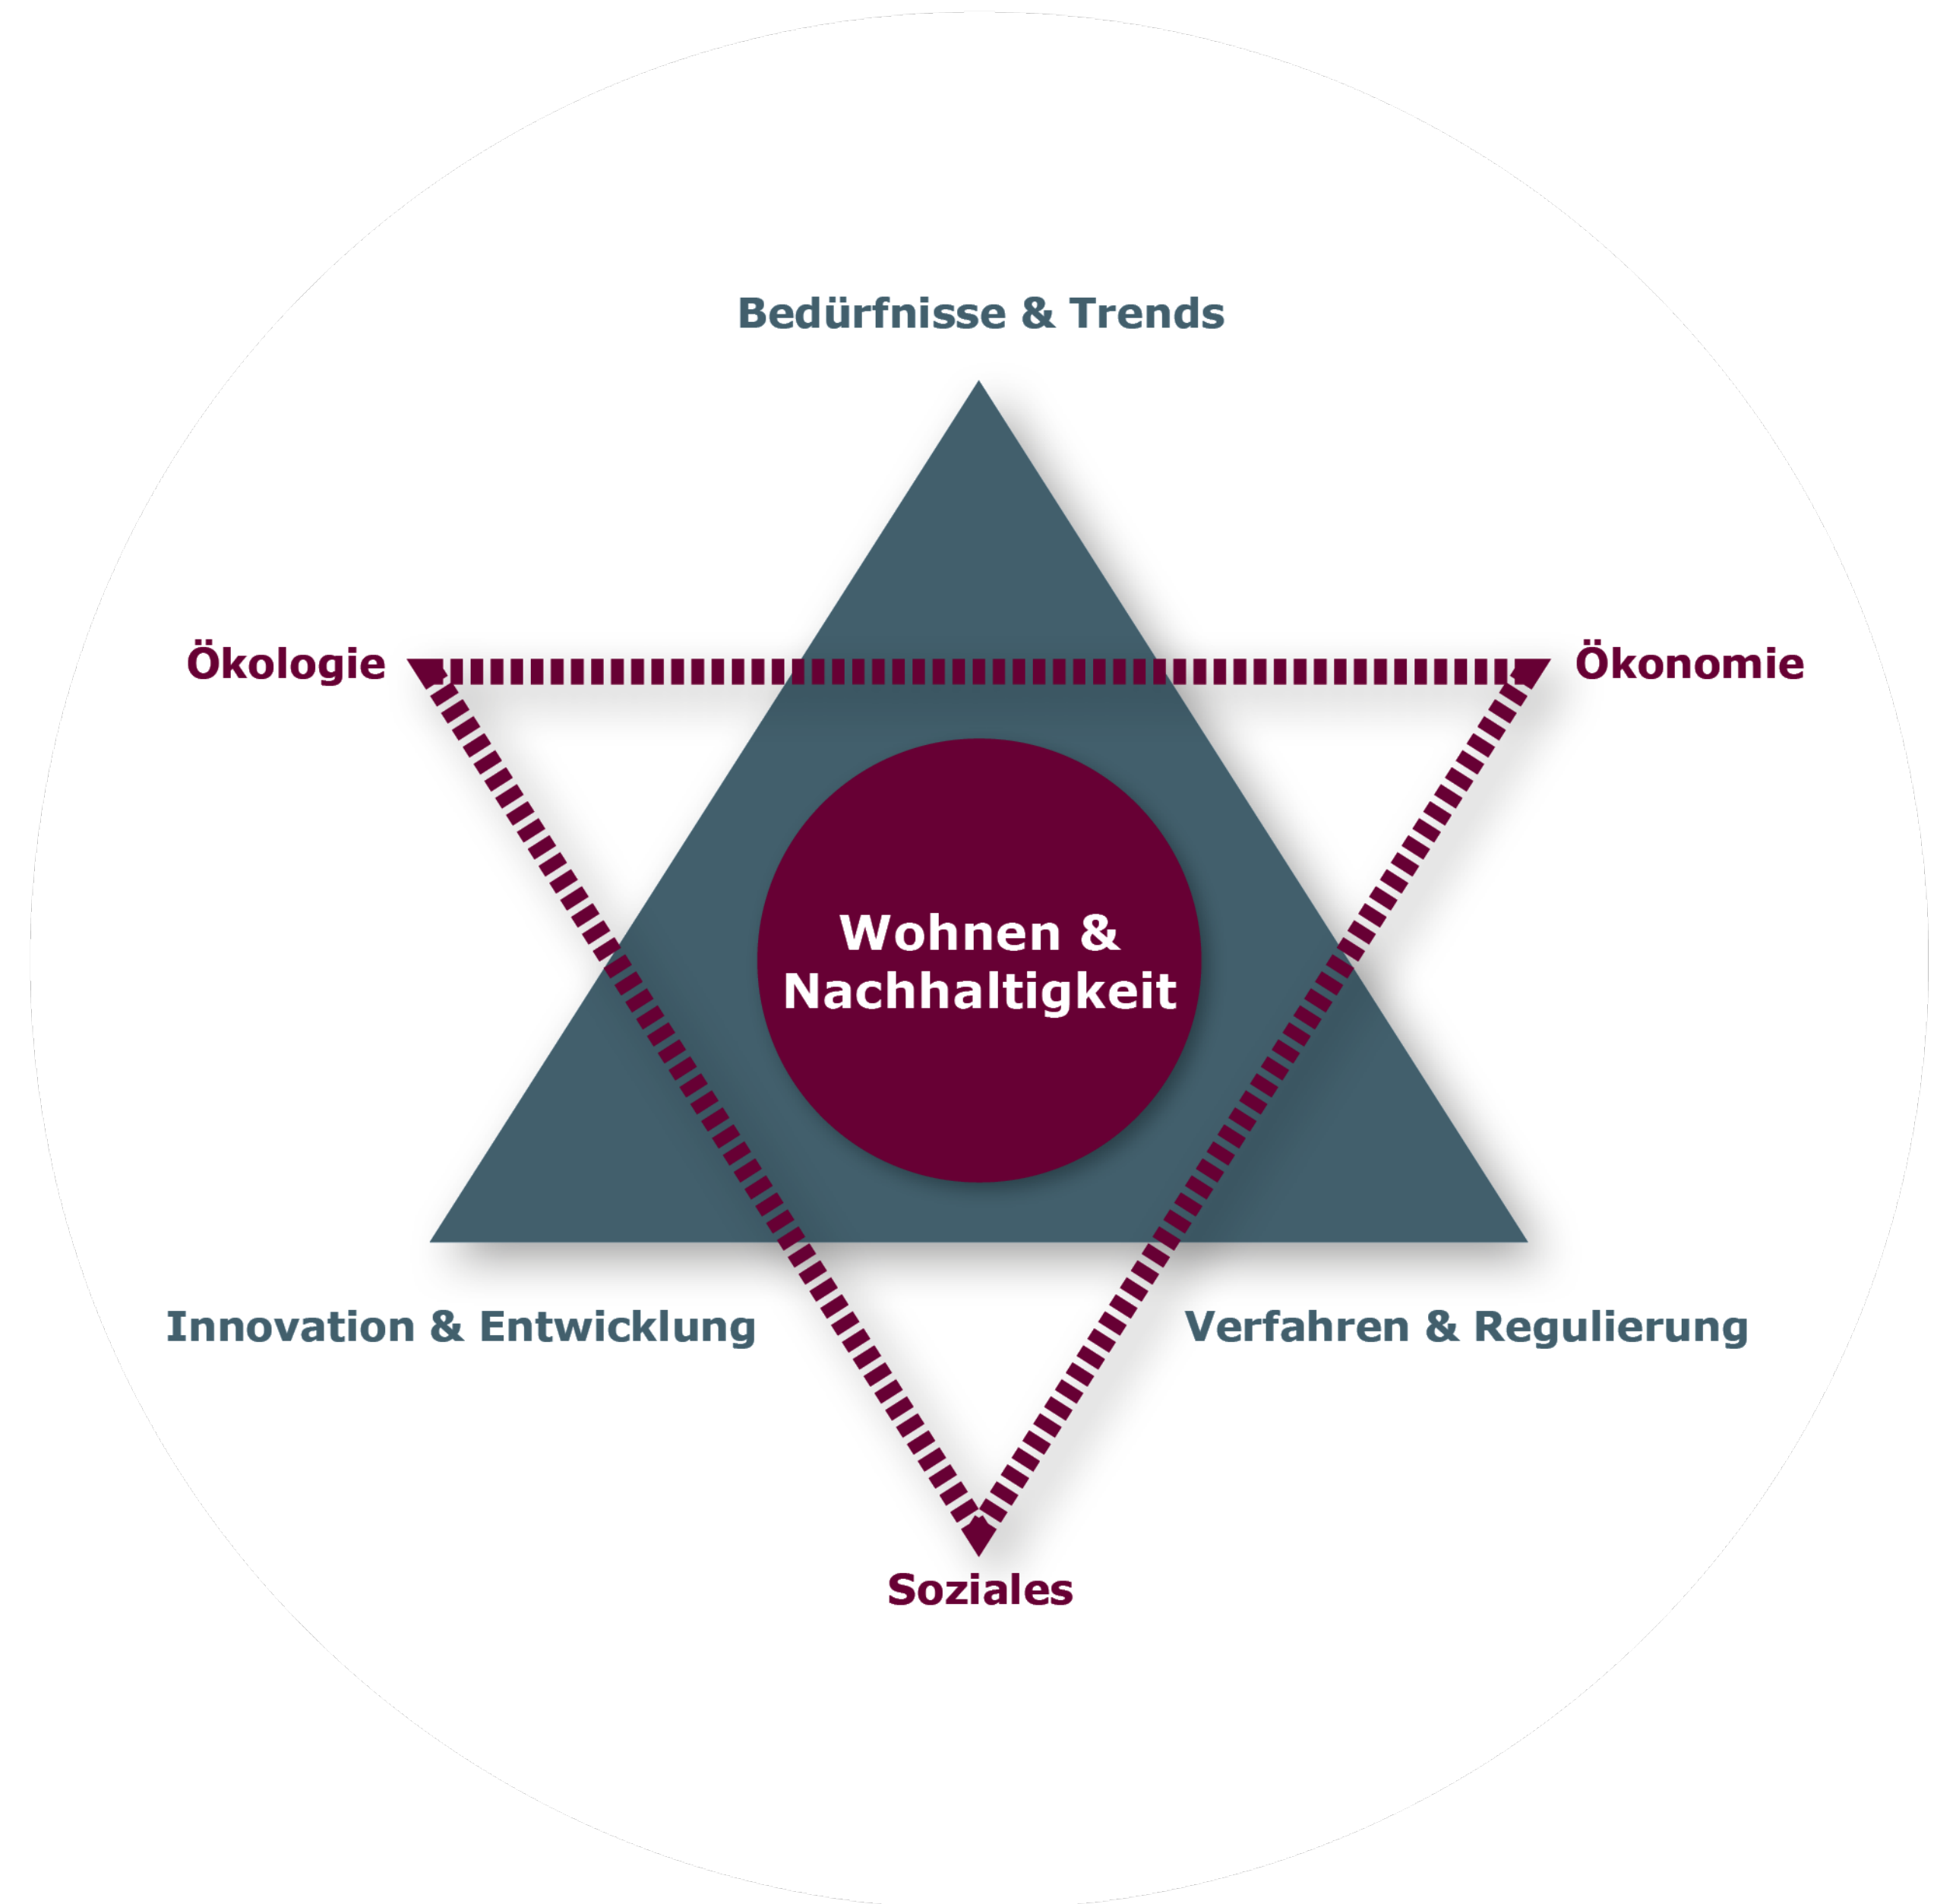 Bedürfnisse & Trends
Ökologie
Ökonomie
Wohnen &
Nachhaltigkeit
Innovation & Entwicklung
Verfahren & Regulierung
Soziales